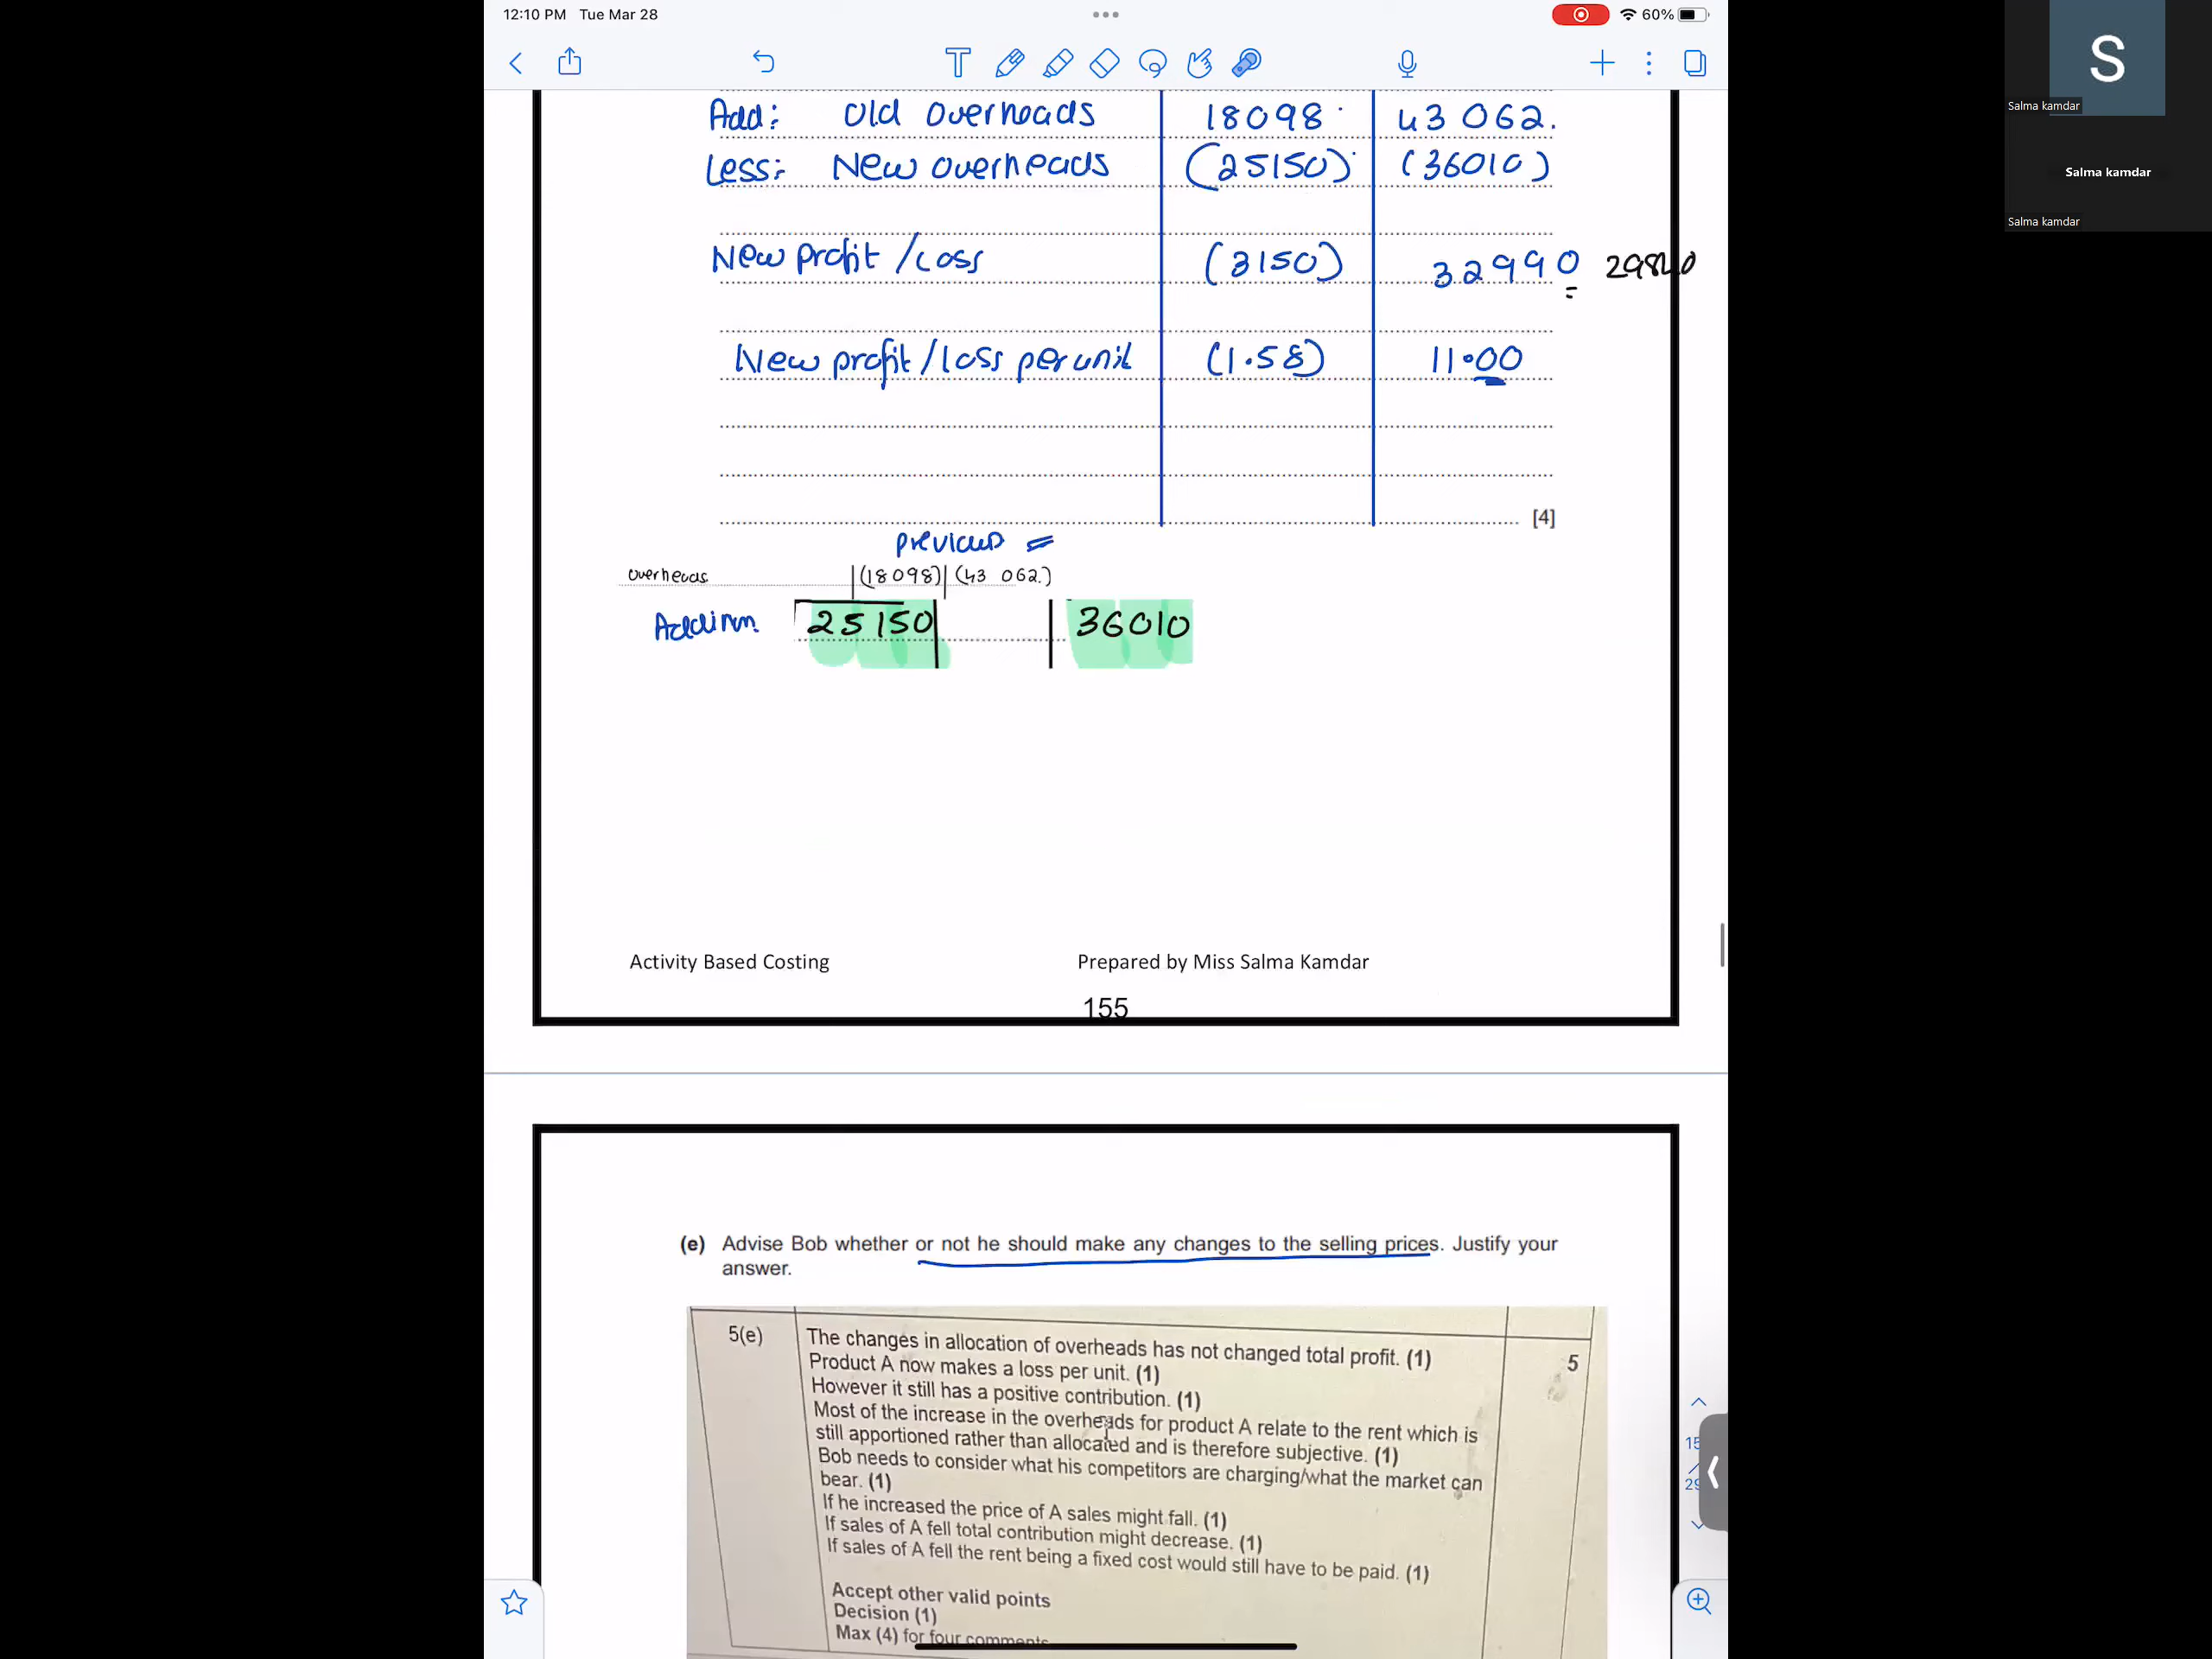 12:10 PM Tue Mar 28
60%
S
Salma kamdar
Salma kamdar
Salma kamdar
Add: Old Overheads 18098 43 062.
Less: New overheads (25150) (36010)
New profit / Loss (3150) 32990 29840
New profit / loss per unit (1.58) 11.00
[4]
previous =
overheads (18098) (43 062.)
25150 36010
Activity Based Costing Prepared by Miss Salma Kamdar
155
(e) Advise Bob whether or not he should make any changes to the selling prices. Justify your
answer.
5(e) The changes in allocation of overheads has not changed total profit. (1) 5
Product A now makes a loss per unit. (1)
However it still has a positive contribution. (1)
Most of the increase in the overheads for product A relate to the rent which is
still apportioned rather than allocated and is therefore subjective. (1)
Bob needs to consider what his competitors are charging/what the market can
bear. (1)
If he increased the price of A sales might fall. (1)
If sales of A fell total contribution might decrease. (1)
If sales of A fell the rent being a fixed cost would still have to be paid. (1)
Accept other valid points
Decision (1)
Max (4) for four comments